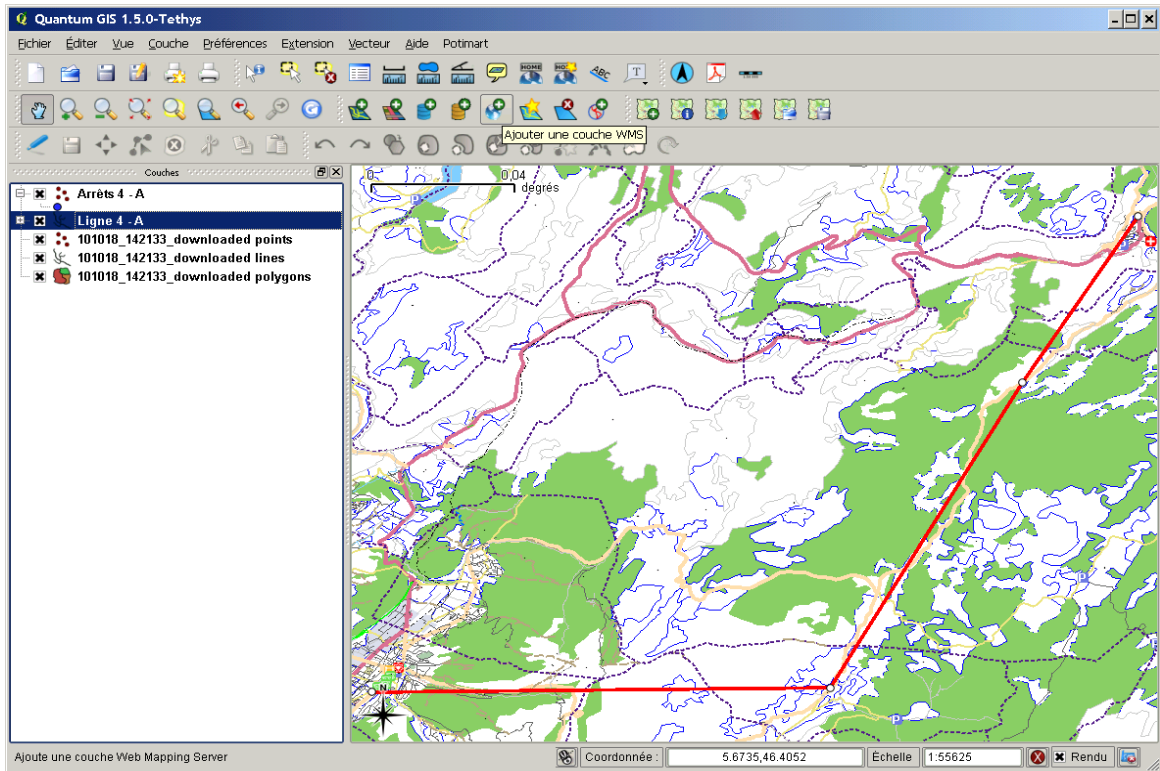 Quantum GIS 1.5.0-Tethys
Fichier Éditer Vue Couche Préférences Extension Vecteur Aide Potimart
HOME
ABC
T
Ajouter une couche WMS
Couches
Arrêts 4 - A
Ligne 4 - A
101018_142133_downloaded points
101018_142133_downloaded lines
101018_142133_downloaded polygons
0 0,04
degrés
P
P
P
P
N
Ajoute une couche Web Mapping Server
Coordonnée : 5.6735,46.4052 Échelle 1:55625 Rendu